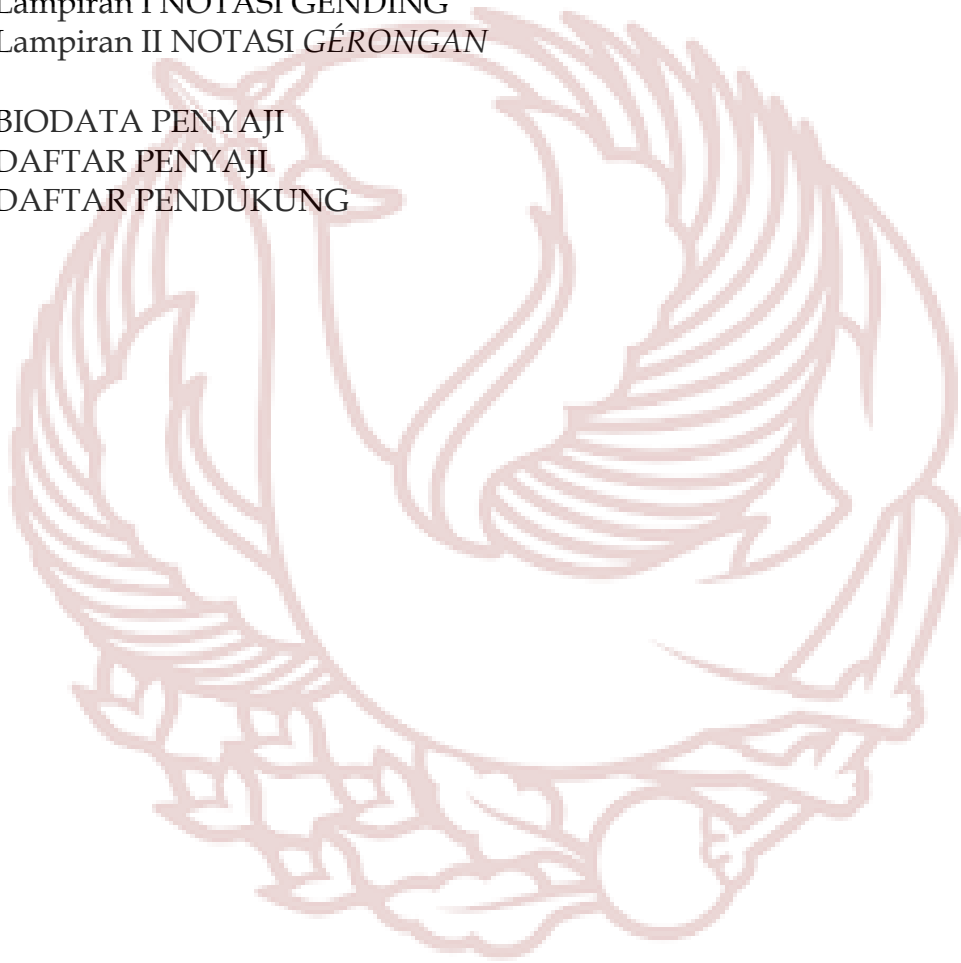 Lampiran I NOTASI GENDING
Lampiran II NOTASI GÉRONGAN
BIODATA PENYAJI
DAFTAR PENYAJI
DAFTAR PENDUKUNG